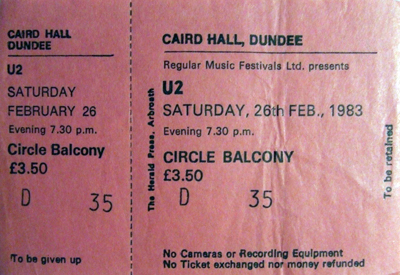 CAIRD HALL
DUNDEE
U2
SATURDAY
FEBRUARY 26
Evening 7.30 p.m.
Circle Balcony
£3.50
D 35
To be given up
The Herald Press, Arbroath
CAIRD HALL, DUNDEE
Regular Music Festivals Ltd. presents
U2
SATURDAY, 26th FEB., 1983
Evening 7.30 p.m.
CIRCLE BALCONY
£3.50
D 35
No Cameras or Recording Equipment
No Ticket exchanged nor money refunded
To be retained